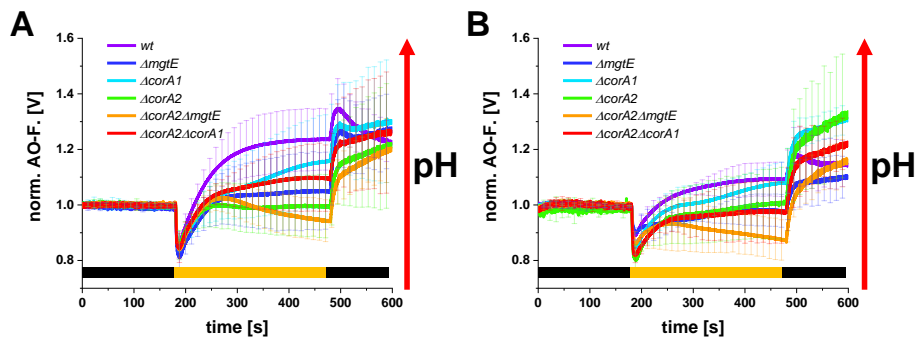 A
norm. AO-F. [V]
1.6
1.4
1.2
1.0
0.8
wt
ΔmgtE
ΔcorA1
ΔcorA2
ΔcorA2ΔmgtE
ΔcorA2ΔcorA1
0 100 200 300 400 500 600
time [s]
pH
B
norm. AO-F. [V]
1.6
1.4
1.2
1.0
0.8
wt
ΔmgtE
ΔcorA1
ΔcorA2
ΔcorA2ΔmgtE
ΔcorA2ΔcorA1
0 100 200 300 400 500 600
time [s]
pH